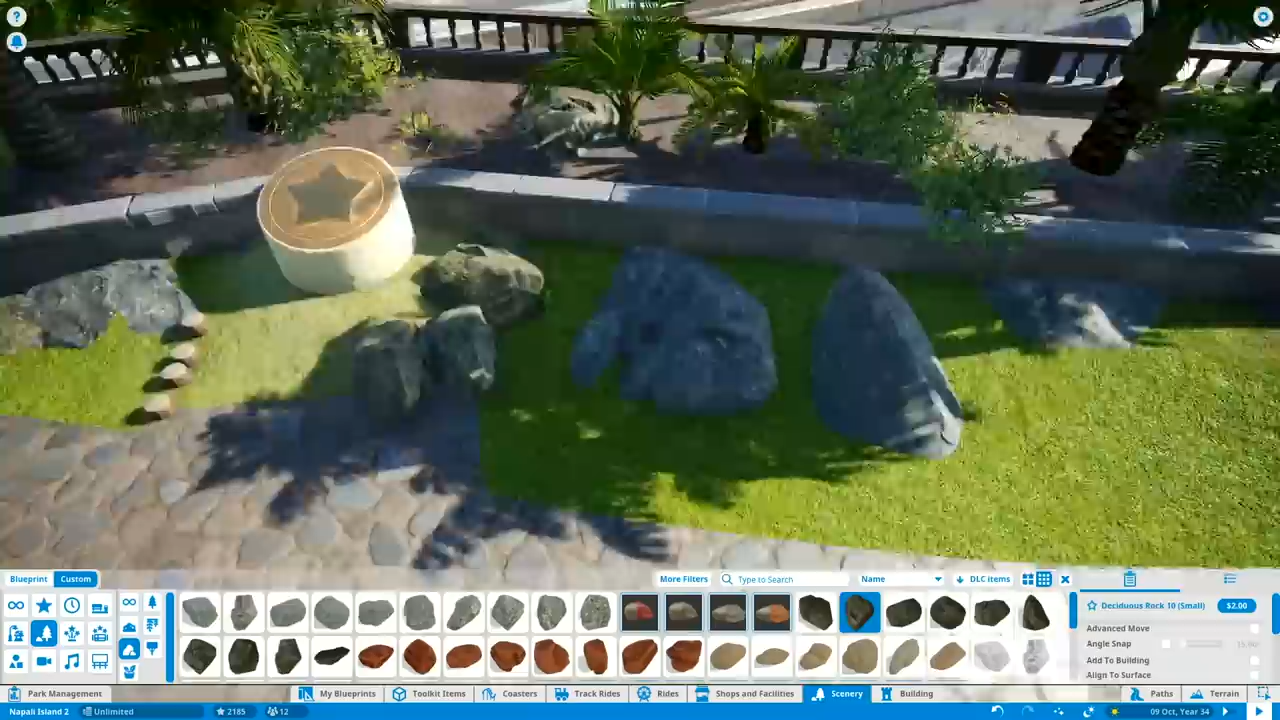 ?
Blueprint Custom More Filters Type to Search Name DLC items
Deciduous Rock 10 (Small) $2.00
Advanced Move
Angle Snap
Add To Building
Align To Surface
Park Management My Blueprints Toolkit Items Coasters Track Rides Rides Shops and Facilities Scenery Building Paths Terrain
Napali Island 2 Unlimited 2185 12 09 Oct, Year 34